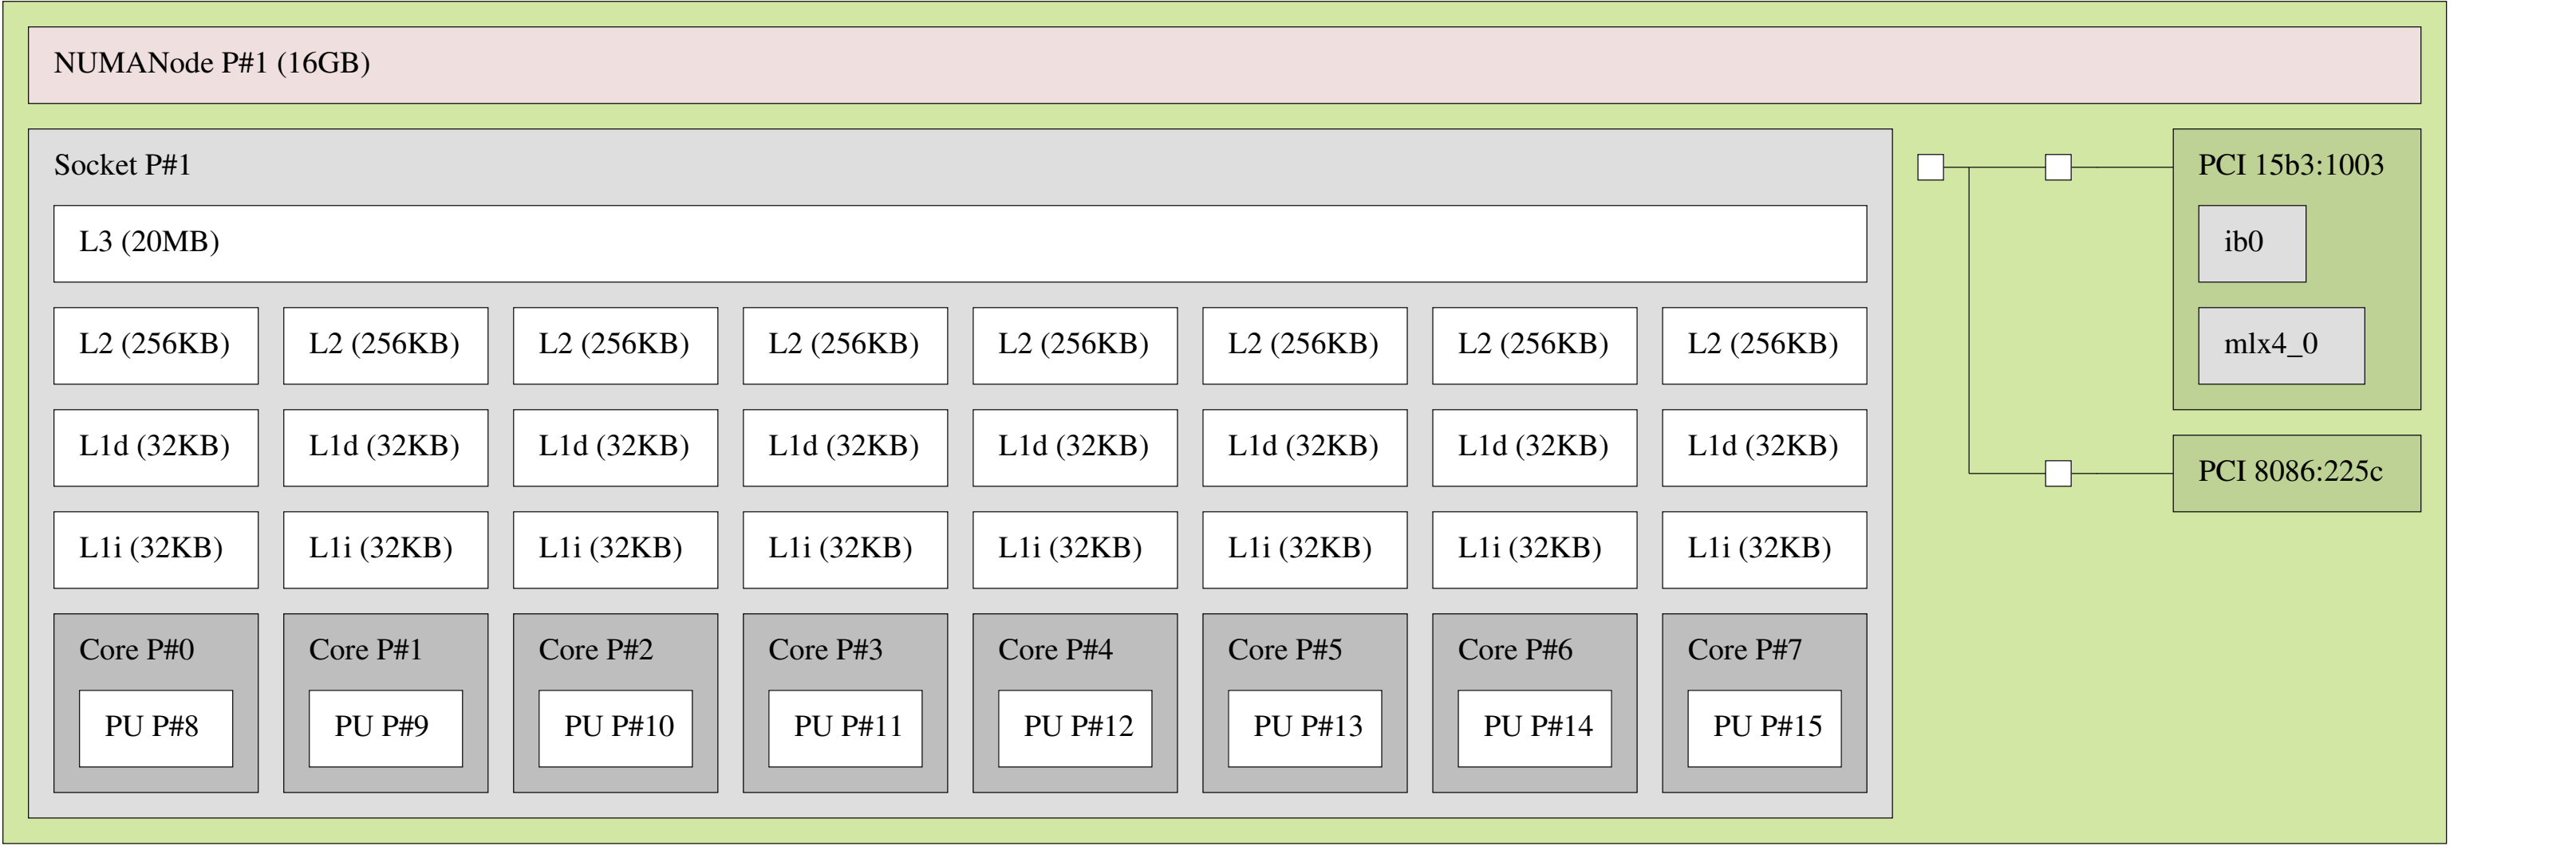 NUMANode P#1 (16GB)
Socket P#1
L3 (20MB)
L2 (256KB) L2 (256KB) L2 (256KB) L2 (256KB) L2 (256KB) L2 (256KB) L2 (256KB) L2 (256KB)
L1d (32KB) L1d (32KB) L1d (32KB) L1d (32KB) L1d (32KB) L1d (32KB) L1d (32KB) L1d (32KB)
L1i (32KB) L1i (32KB) L1i (32KB) L1i (32KB) L1i (32KB) L1i (32KB) L1i (32KB) L1i (32KB)
Core P#0 Core P#1 Core P#2 Core P#3 Core P#4 Core P#5 Core P#6 Core P#7
PU P#8 PU P#9 PU P#10 PU P#11 PU P#12 PU P#13 PU P#14 PU P#15
PCI 15b3:1003
ib0
mlx4_0
PCI 8086:225c